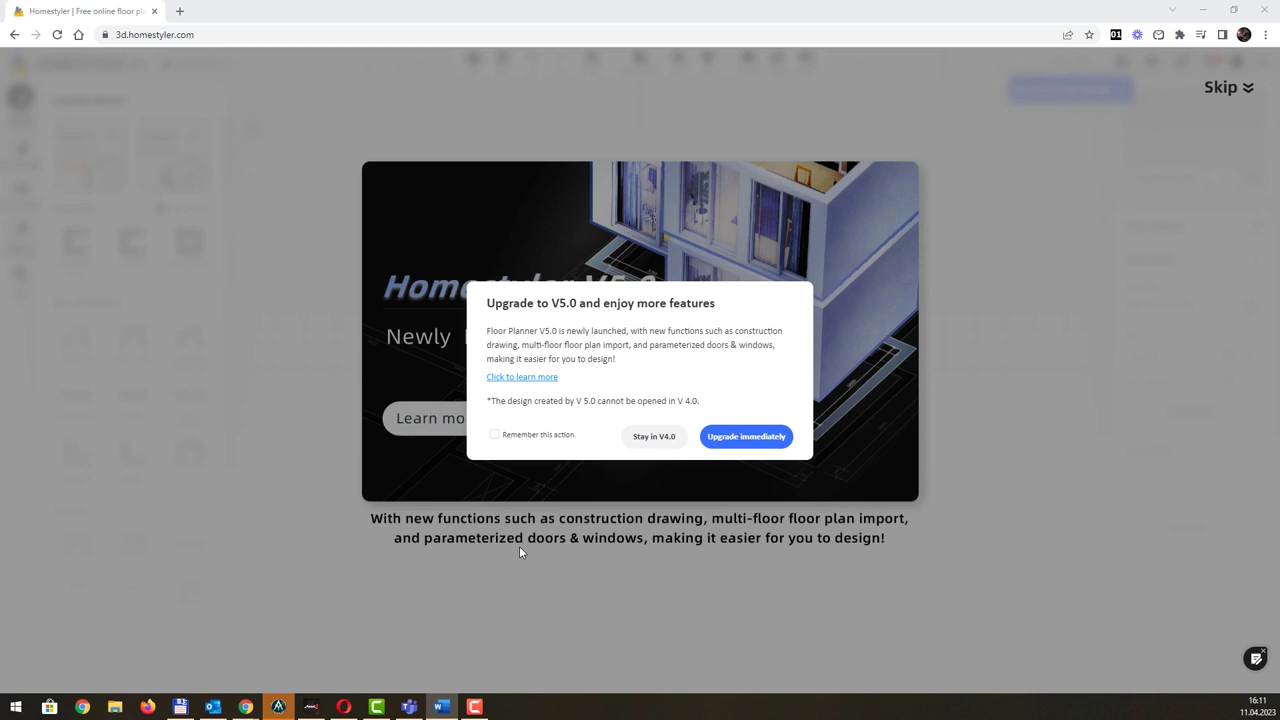 Homestyler | Free online floor pla
3d.homestyler.com
Skip
Homestyler V5.0
Newly
Learn mo
Upgrade to V5.0 and enjoy more features
Floor Planner V5.0 is newly launched, with new functions such as construction
drawing, multi-floor floor plan import, and parameterized doors & windows,
making it easier for you to design!
Click to learn more
*The design created by V 5.0 cannot be opened in V 4.0.
Remember this action.
Stay in V4.0
Upgrade immediately
With new functions such as construction drawing, multi-floor floor plan import,
and parameterized doors & windows, making it easier for you to design!
16:11
11.04.2023